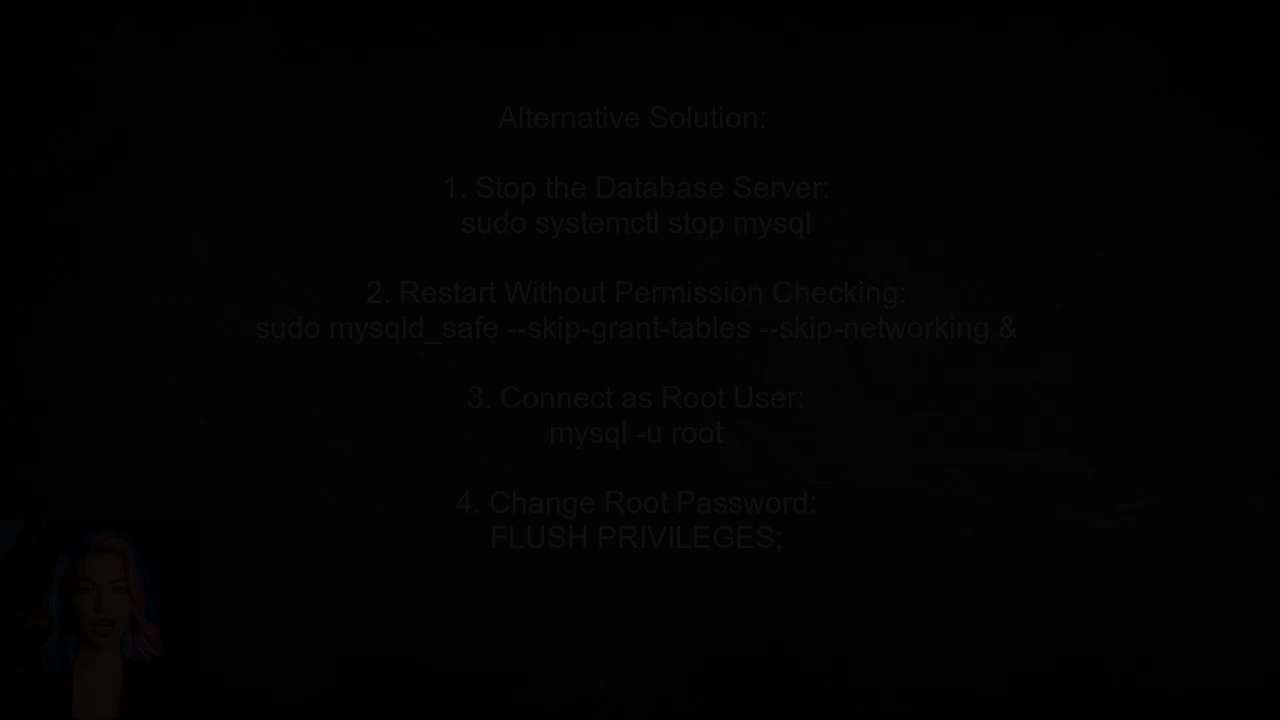 Alternative Solution:
1. Stop the Database Server:
sudo systemctl stop mysql
2. Restart Without Permission Checking:
sudo mysqld_safe --skip-grant-tables --skip-networking &
3. Connect as Root User:
mysql -u root
4. Change Root Password:
FLUSH PRIVILEGES;